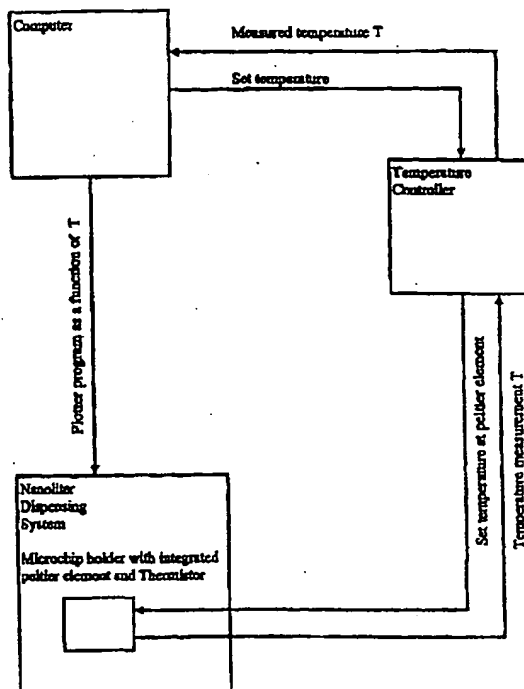 Computer
Measured temperature T
Set temperature
Temperature
Controller
Plotter program as a function of T
Set temperature at peltier element
Temperature measurement T
Nanoliter
Dispensing
System
Microchip holder with integrated
peltier element and Thermistor